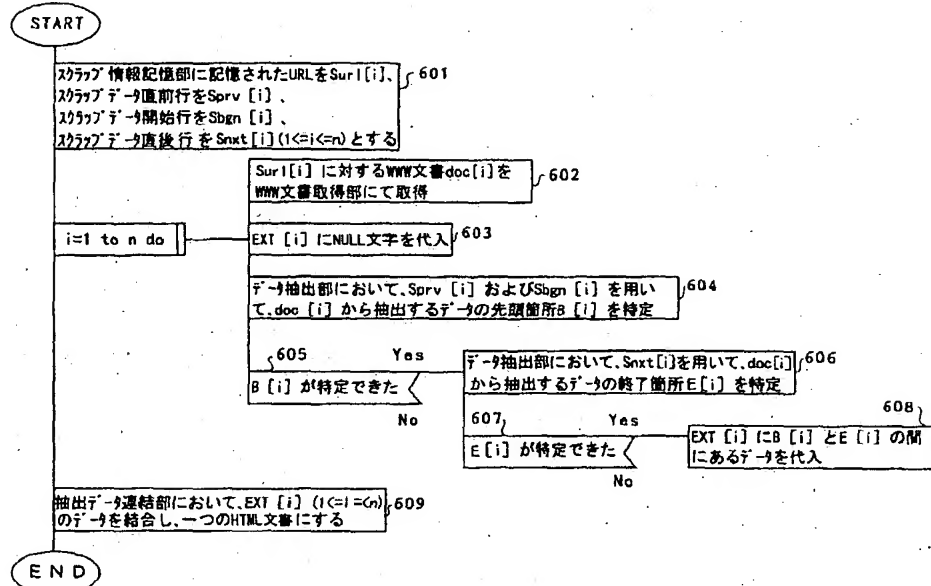 START
スクラップ情報記憶部に記憶されたURLをSurl[i]、
スクラップデータ直前行をSprv [i] 、
スクラップデータ開始行をSbgn [i] 、
スクラップデータ直後行をSnxt[i](1<=i<=n)とする
601
Surl[i] に対するWWW文書doc[i]を
WWW文書取得部にて取得
602
i=1 to n do
EXT [i] にNULL文字を代入
603
データ抽出部において、Sprv [i] およびSbgn [i] を用い
て、doc [i] から抽出するデータの先頭箇所B [i] を特定
604
605
Yes
B [i] が特定できた
No
データ抽出部において、Snxt[i]を用いて、doc[i]
から抽出するデータの終了箇所E[i] を特定
606
607
Yes
E[i] が特定できた
No
608
EXT [i] にB [i] とE [i] の間
にあるデータを代入
抽出データ連結部において、EXT [i] (1<=i=<n)
のデータを結合し、一つのHTML文書にする
609
END